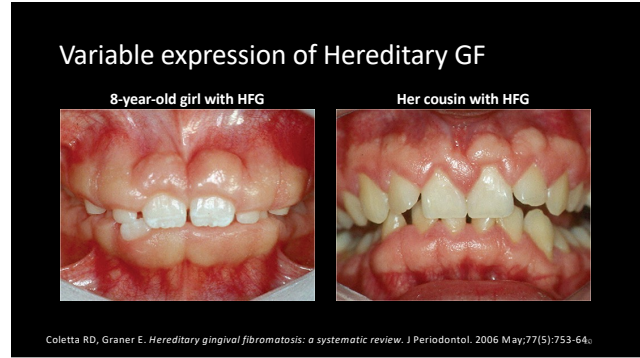 Variable expression of Hereditary GF
8-year-old girl with HFG
Her cousin with HFG
Coletta RD, Graner E. Hereditary gingival fibromatosis: a systematic review. J Periodontol. 2006 May;77(5):753-64.